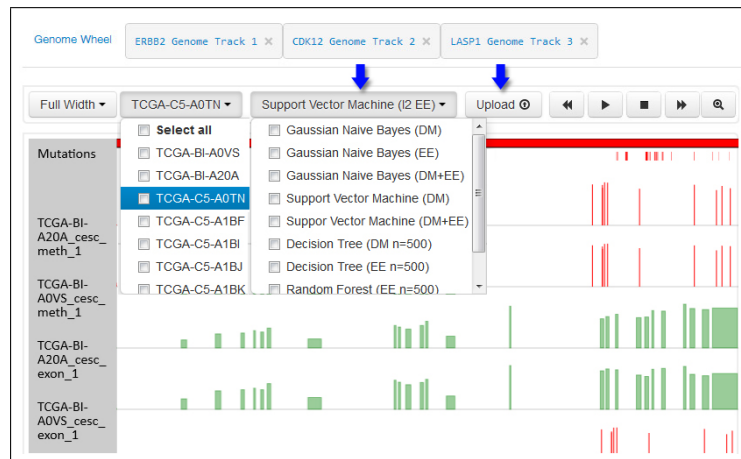 Genome Wheel
ERBB2 Genome Track 1 ×
CDK12 Genome Track 2 ×
LASP1 Genome Track 3 ×
Full Width
TCGA-C5-A0TN
Support Vector Machine (I2 EE)
Upload
Select all
TCGA-BI-A0VS
TCGA-BI-A20A
TCGA-C5-A0TN
TCGA-C5-A1BF
TCGA-C5-A1BI
TCGA-C5-A1BJ
TCGA-C5-A1BK
Gaussian Naive Bayes (DM)
Gaussian Naive Bayes (EE)
Gaussian Naive Bayes (DM+EE)
Support Vector Machine (DM)
Suppor Vector Machine (DM+EE)
Decision Tree (DM n=500)
Decision Tree (EE n=500)
Random Forest (EE n=500)
Mutations
TCGA-BI-
A20A_cesc_
meth_1
TCGA-BI-
A0VS_cesc_
meth_1
TCGA-BI-
A20A_cesc_
exon_1
TCGA-BI-
A0VS_cesc_
exon_1